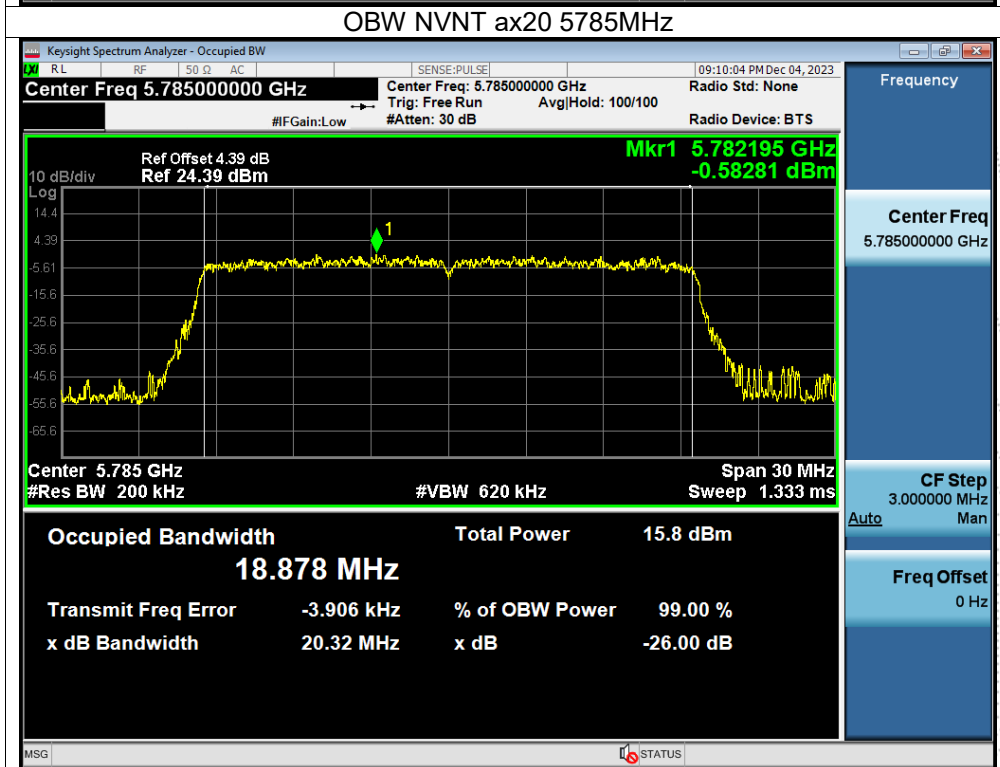 OBW NVNT ax20 5785MHz
Keysight Spectrum Analyzer - Occupied BW
LXI RL RF 50 Ω AC SENSE:PULSE 09:10:04 PM Dec 04, 2023
Center Freq 5.785000000 GHz
Center Freq: 5.785000000 GHz Radio Std: None
Trig: Free Run Avg|Hold: 100/100
#IFGain:Low #Atten: 30 dB Radio Device: BTS
Frequency
Mkr1 5.782195 GHz
-0.58281 dBm
Ref Offset 4.39 dB
10 dB/div Ref 24.39 dBm
Log
14.4
4.39
-5.61
-15.6
-25.6
-35.6
-45.6
-55.6
-65.6
1
Center 5.785 GHz Span 30 MHz
#Res BW 200 kHz #VBW 620 kHz Sweep 1.333 ms
Occupied Bandwidth Total Power 15.8 dBm
18.878 MHz
Transmit Freq Error -3.906 kHz % of OBW Power 99.00 %
x dB Bandwidth 20.32 MHz x dB -26.00 dB
Center Freq
5.785000000 GHz
CF Step
3.000000 MHz
Auto Man
Freq Offset
0 Hz
MSG STATUS